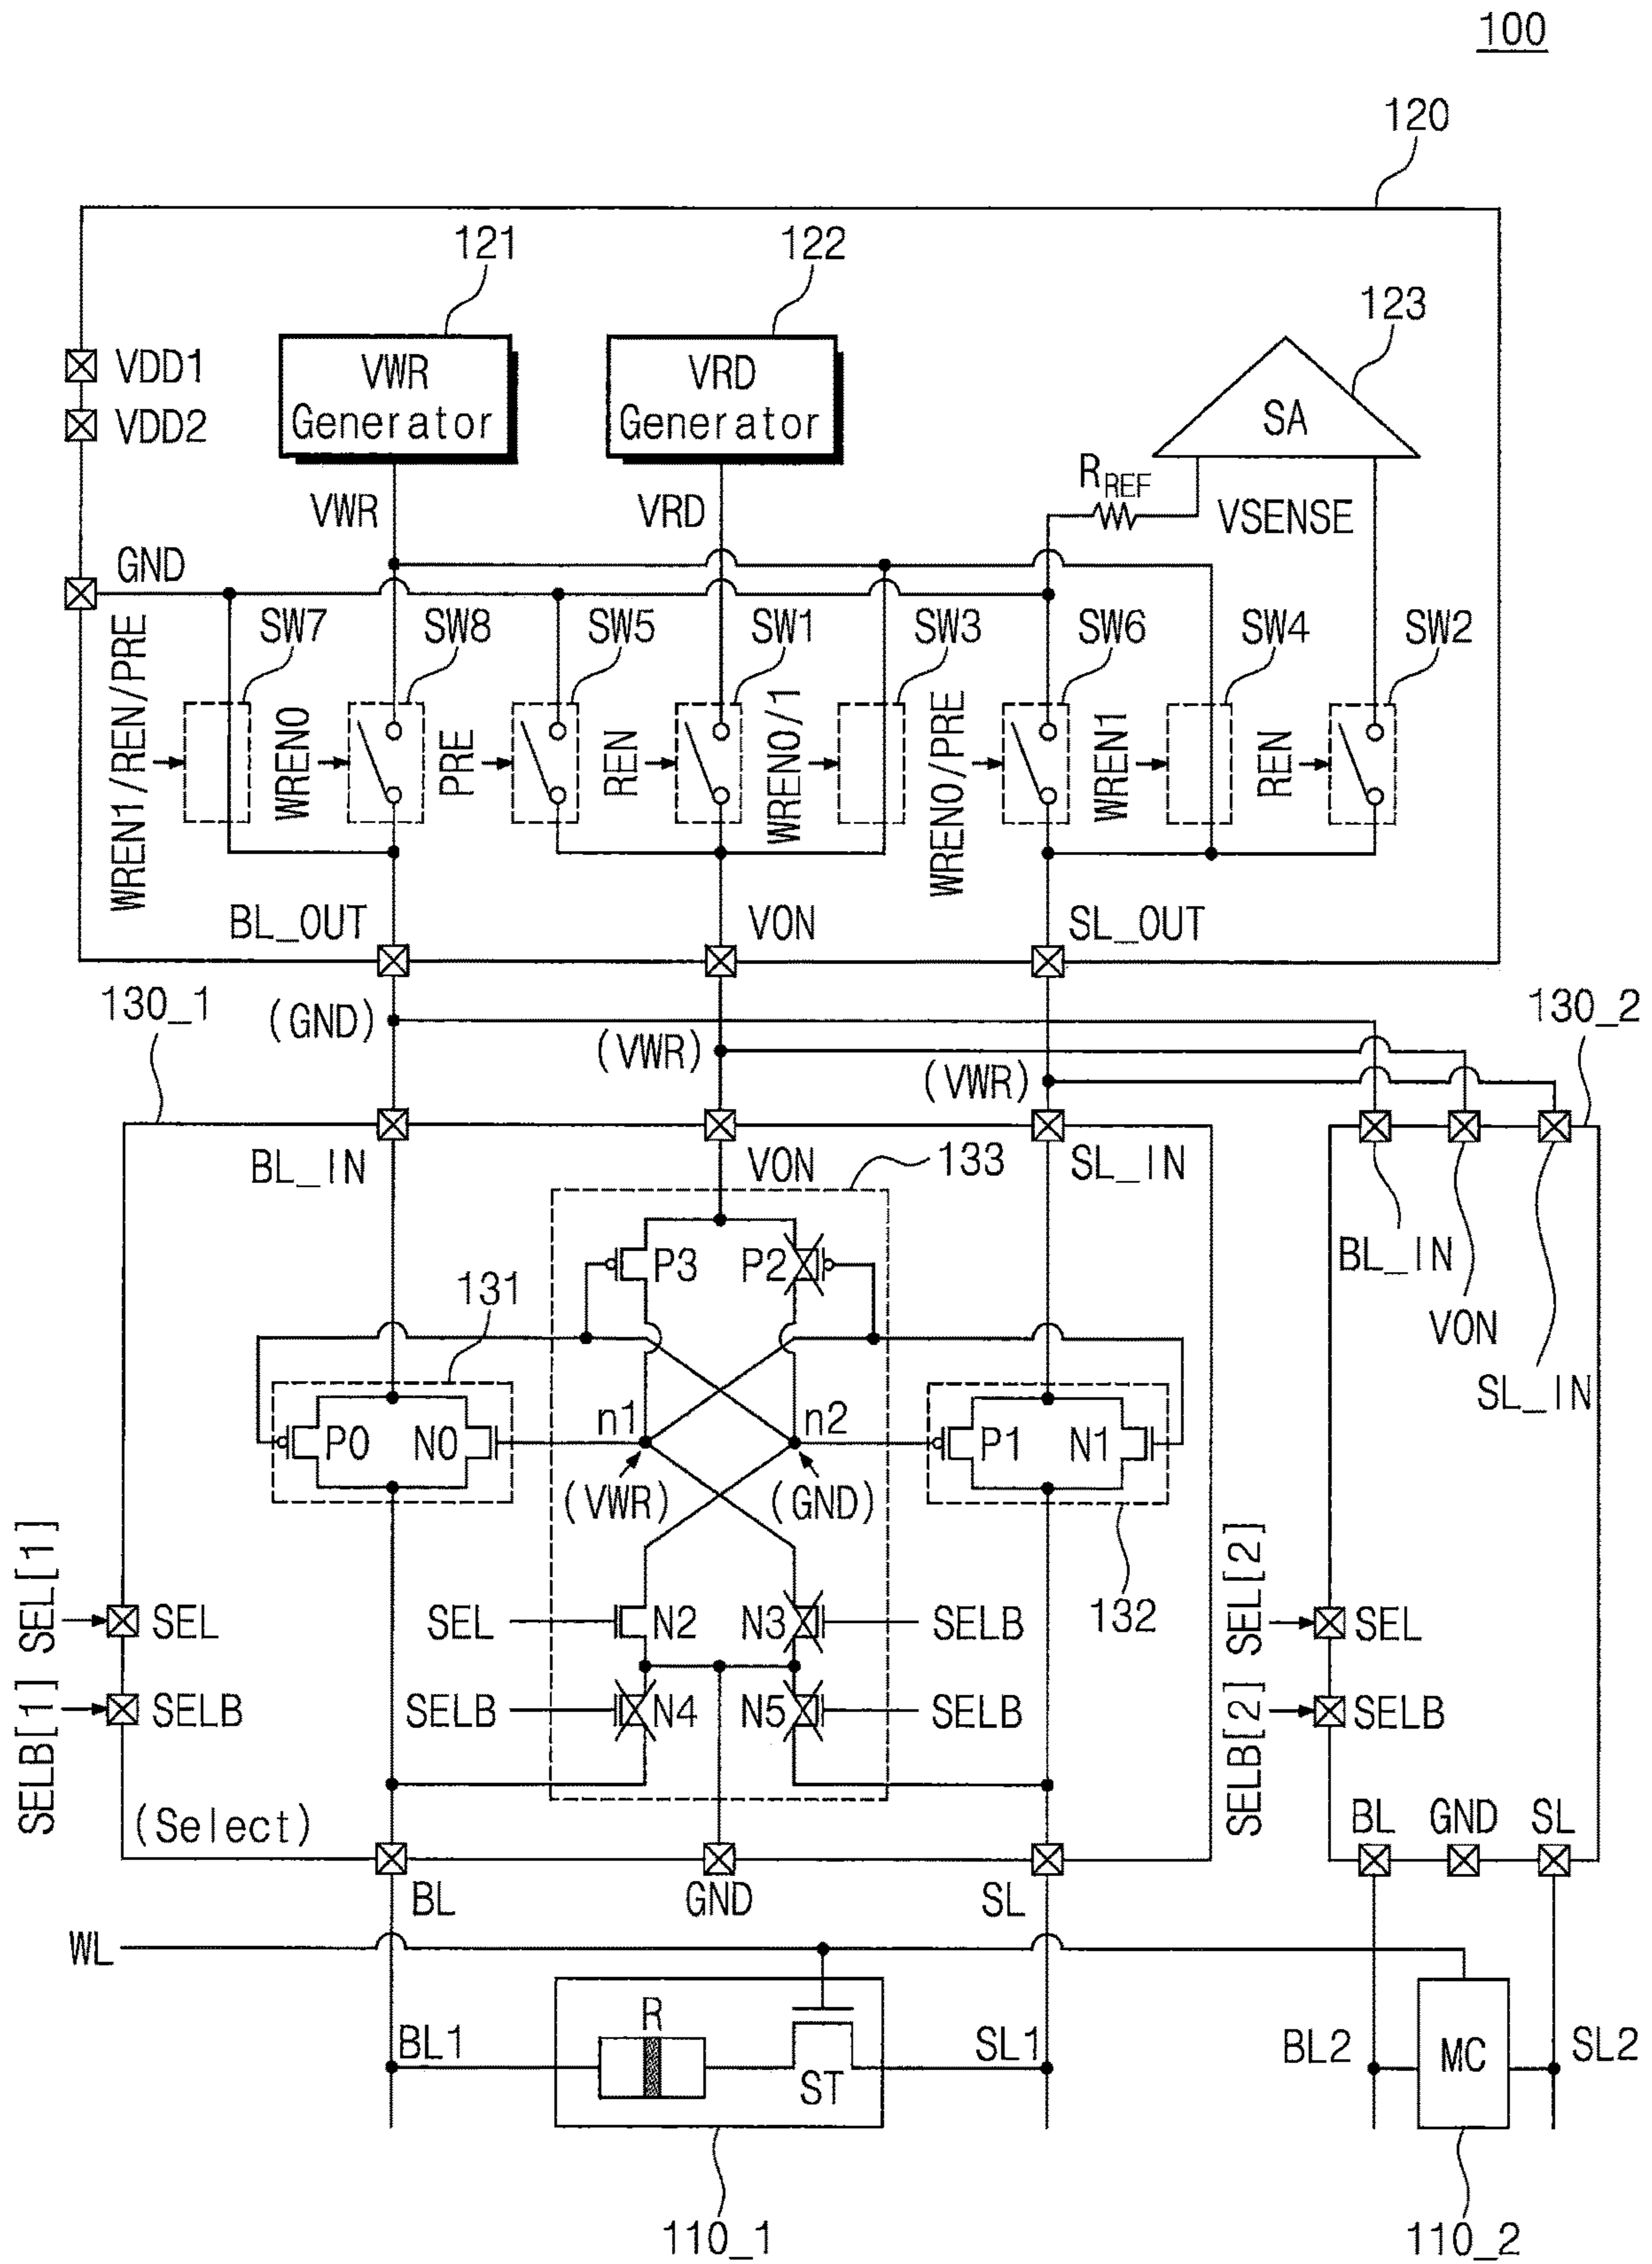 100
120
121
122
123
VDD1
VDD2
VWR
Generator
VRD
Generator
SA
RREF
VWR
VRD
VSENSE
GND
SW7
SW8
SW5
SW1
SW3
SW6
SW4
SW2
WREN1/REN/PRE
WREN0
PRE
REN
WREN0/1
WREN0/PRE
WREN1
REN
BL_OUT
VON
SL_OUT
130_1
(GND)
(VWR)
(VWR)
130_2
BL_IN
VON
SL_IN
133
P3
P2
BL_IN
VON
SL_IN
131
P0
N0
n1
n2
P1
N1
(VWR)
(GND)
132
SEL[1]
SEL
SEL
N2
N3
SELB
SEL[2]
SEL
SELB[1]
SELB
SELB
N4
N5
SELB
SELB[2]
SELB
(Select)
BL
GND
SL
BL
GND
SL
WL
R
BL1
ST
SL1
BL2
MC
SL2
110_1
110_2